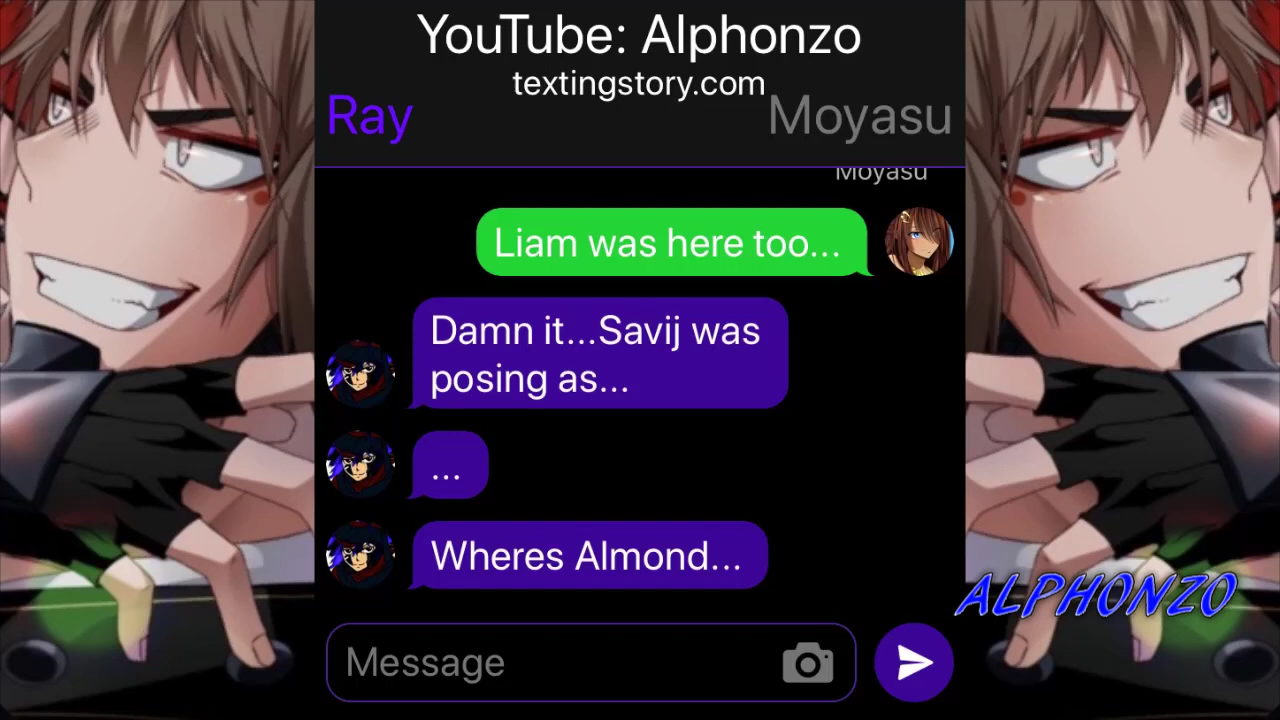 YouTube: Alphonzo
textingstory.com
Ray
Moyasu
Moyasu
Liam was here too...
Damn it...Savij was
posing as...
...
Wheres Almond...
ALPHONZO
Message